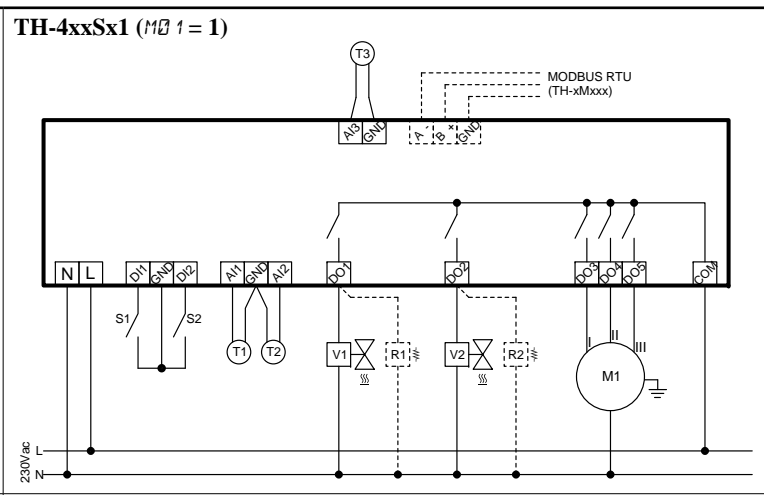 TH-4xxSx1 (M01 = 1)
T3
MODBUS RTU
(TH-xMxxx)
AI3 GND A - B + GND
N L DI1 GND DI2 AI1 GND AI2 DO1 DO2 DO3 DO4 DO5 COM
S1 S2
I II III
T1 T2 V1 R1 V2 R2 M1
230Vac
L
N